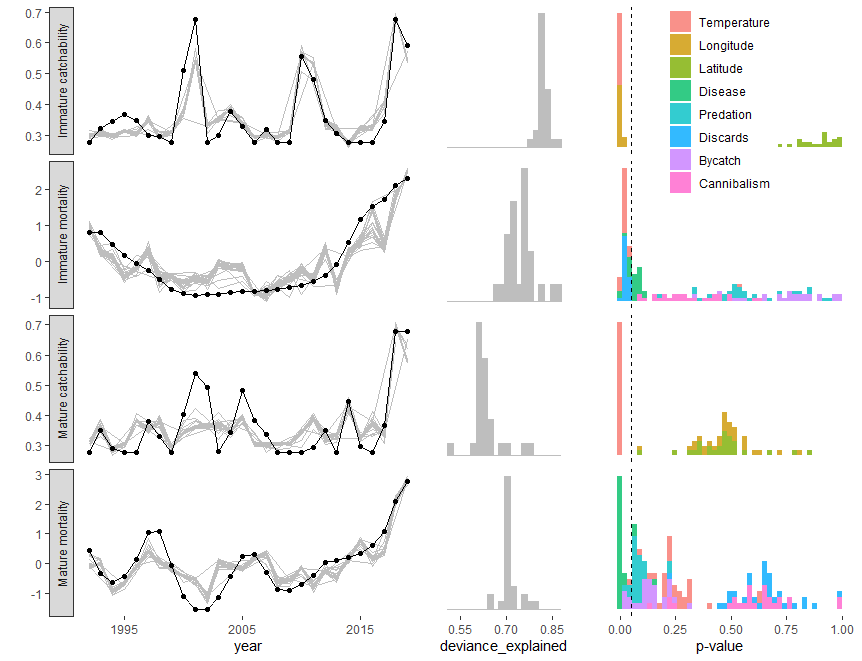 Immature catchability
0.7
0.6
0.5
0.4
0.3
Temperature
Longitude
Latitude
Disease
Predation
Discards
Bycatch
Cannibalism
Immature mortality
2
1
0
-1
Mature catchability
0.7
0.6
0.5
0.4
0.3
Mature mortality
3
2
1
0
-1
1995 2005 2015
year
0.55 0.70 0.85
deviance_explained
0.00 0.25 0.50 0.75 1.00
p-value